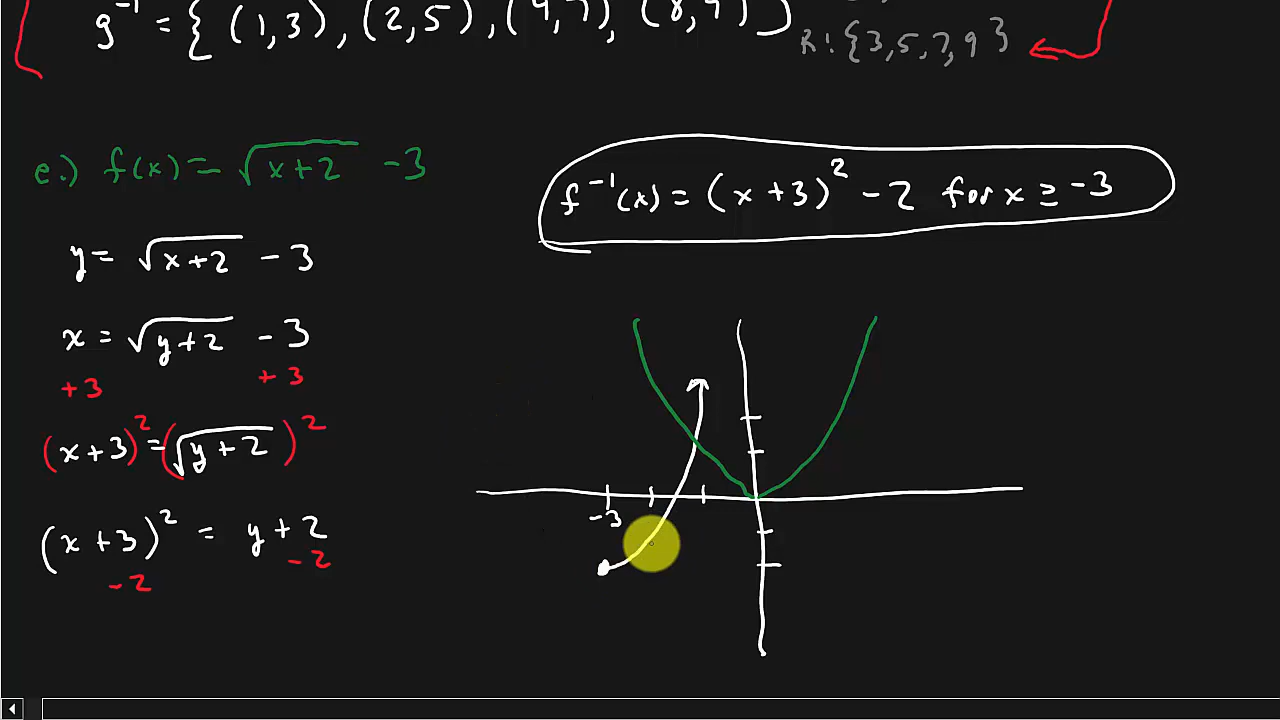 g⁻¹ = { (1,3), (2,5), (4,7), (8,9) }
R: {3,5,7,9}
e.) f(x) = √(x+2) -3
f⁻¹(x) = (x+3)² - 2 for x ≥ -3
y = √(x+2) - 3
x = √(y+2) - 3
+3 +3
(x+3)² = (√(y+2))²
(x+3)² = y+2
-2 -2
-3